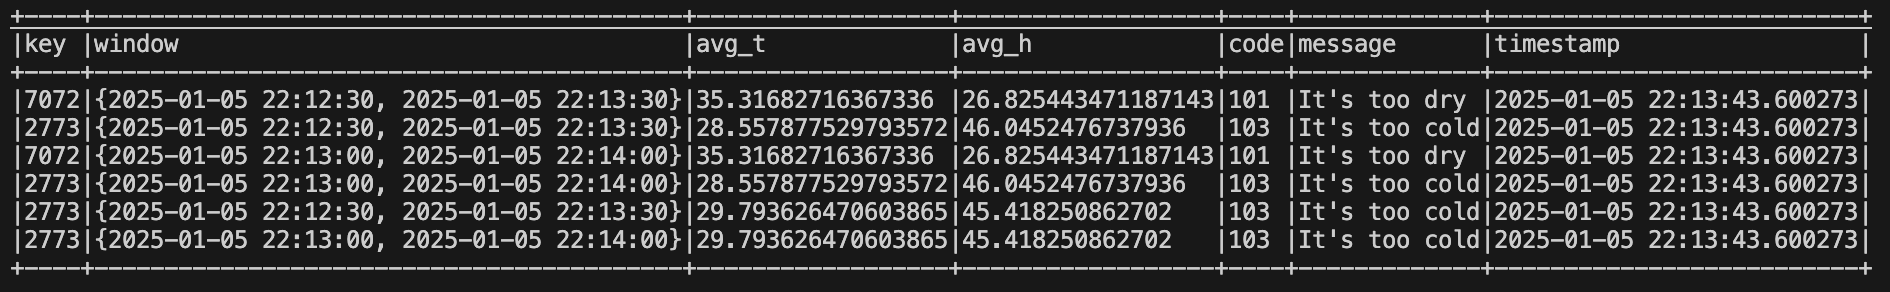 +----+------------------------------------------+------------------+------------------+----+-------------+--------------------------+
|key |window                                    |avg_t             |avg_h             |code|message      |timestamp                 |
+----+------------------------------------------+------------------+------------------+----+-------------+--------------------------+
|7072|{2025-01-05 22:12:30, 2025-01-05 22:13:30}|35.31682716367336 |26.825443471187143|101 |It's too dry |2025-01-05 22:13:43.600273|
|2773|{2025-01-05 22:12:30, 2025-01-05 22:13:30}|28.557877529793572|46.0452476737936  |103 |It's too cold|2025-01-05 22:13:43.600273|
|7072|{2025-01-05 22:13:00, 2025-01-05 22:14:00}|35.31682716367336 |26.825443471187143|101 |It's too dry |2025-01-05 22:13:43.600273|
|2773|{2025-01-05 22:13:00, 2025-01-05 22:14:00}|28.557877529793572|46.0452476737936  |103 |It's too cold|2025-01-05 22:13:43.600273|
|2773|{2025-01-05 22:12:30, 2025-01-05 22:13:30}|29.793626470603865|45.418250862702   |103 |It's too cold|2025-01-05 22:13:43.600273|
|2773|{2025-01-05 22:13:00, 2025-01-05 22:14:00}|29.793626470603865|45.418250862702   |103 |It's too cold|2025-01-05 22:13:43.600273|
+----+------------------------------------------+------------------+------------------+----+-------------+--------------------------+